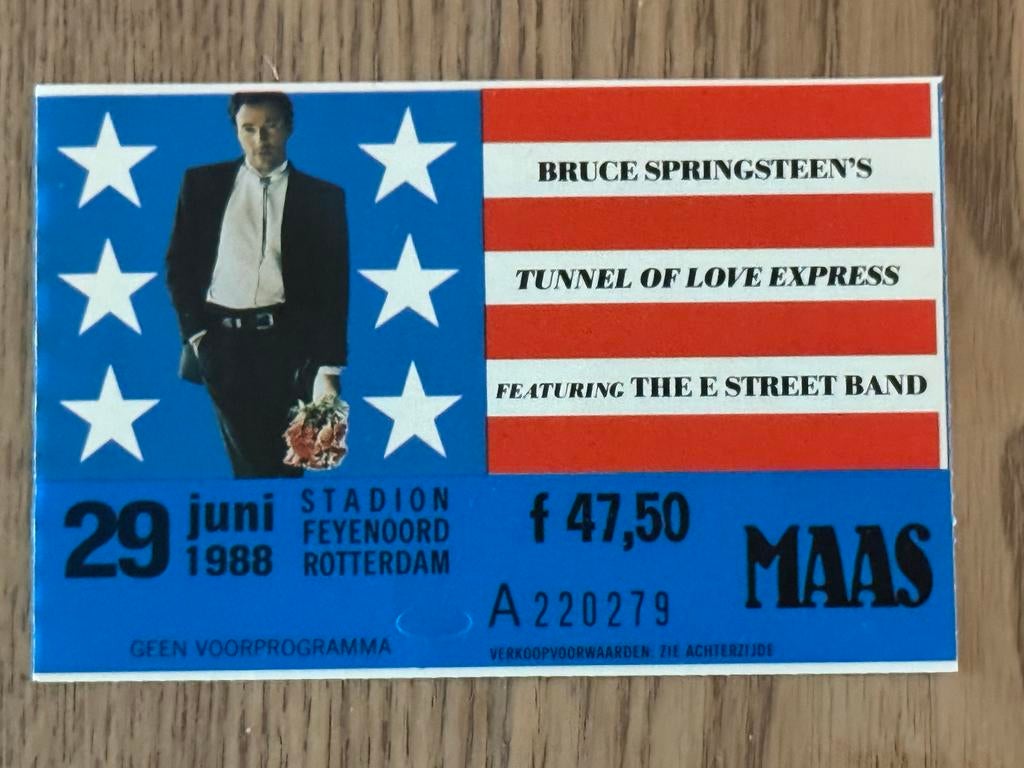 BRUCE SPRINGSTEEN'S
TUNNEL OF LOVE EXPRESS
FEATURING THE E STREET BAND
29 juni 1988
STADION
FEYENOORD
ROTTERDAM
f 47,50
MAAS
A 220279
GEEN VOORPROGRAMMA
VERKOOPVOORWAARDEN: ZIE ACHTERZIJDE